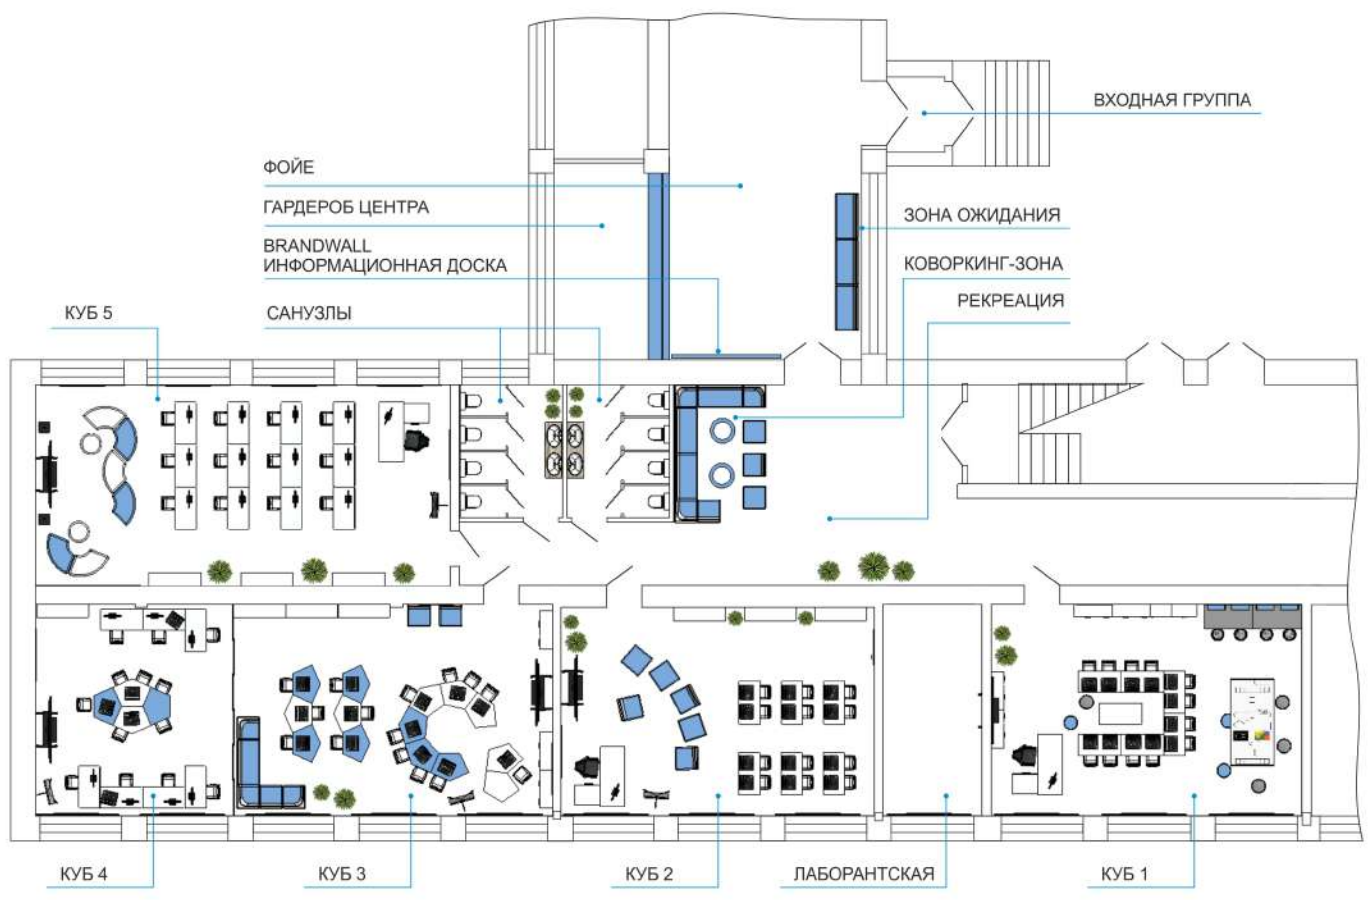 ВХОДНАЯ ГРУППА
ФОЙЕ
ГАРДЕРОБ ЦЕНТРА
ЗОНА ОЖИДАНИЯ
BRANDWALL
ИНФОРМАЦИОННАЯ ДОСКА
КОВОРКИНГ-ЗОНА
РЕКРЕАЦИЯ
КУБ 5
САНУЗЛЫ
КУБ 4
КУБ 3
КУБ 2
ЛАБОРАНТСКАЯ
КУБ 1